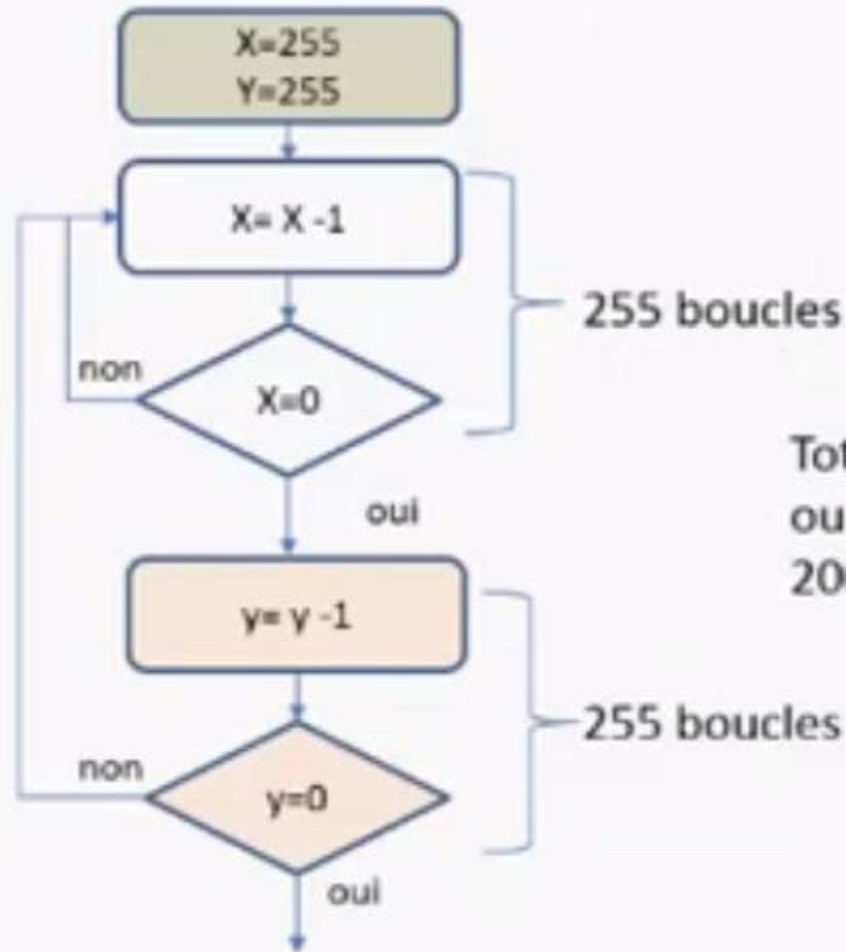 X=255
Y=255
X= X -1
255 boucles
non
X=0
oui
y= y -1
255 boucles
non
y=0
oui